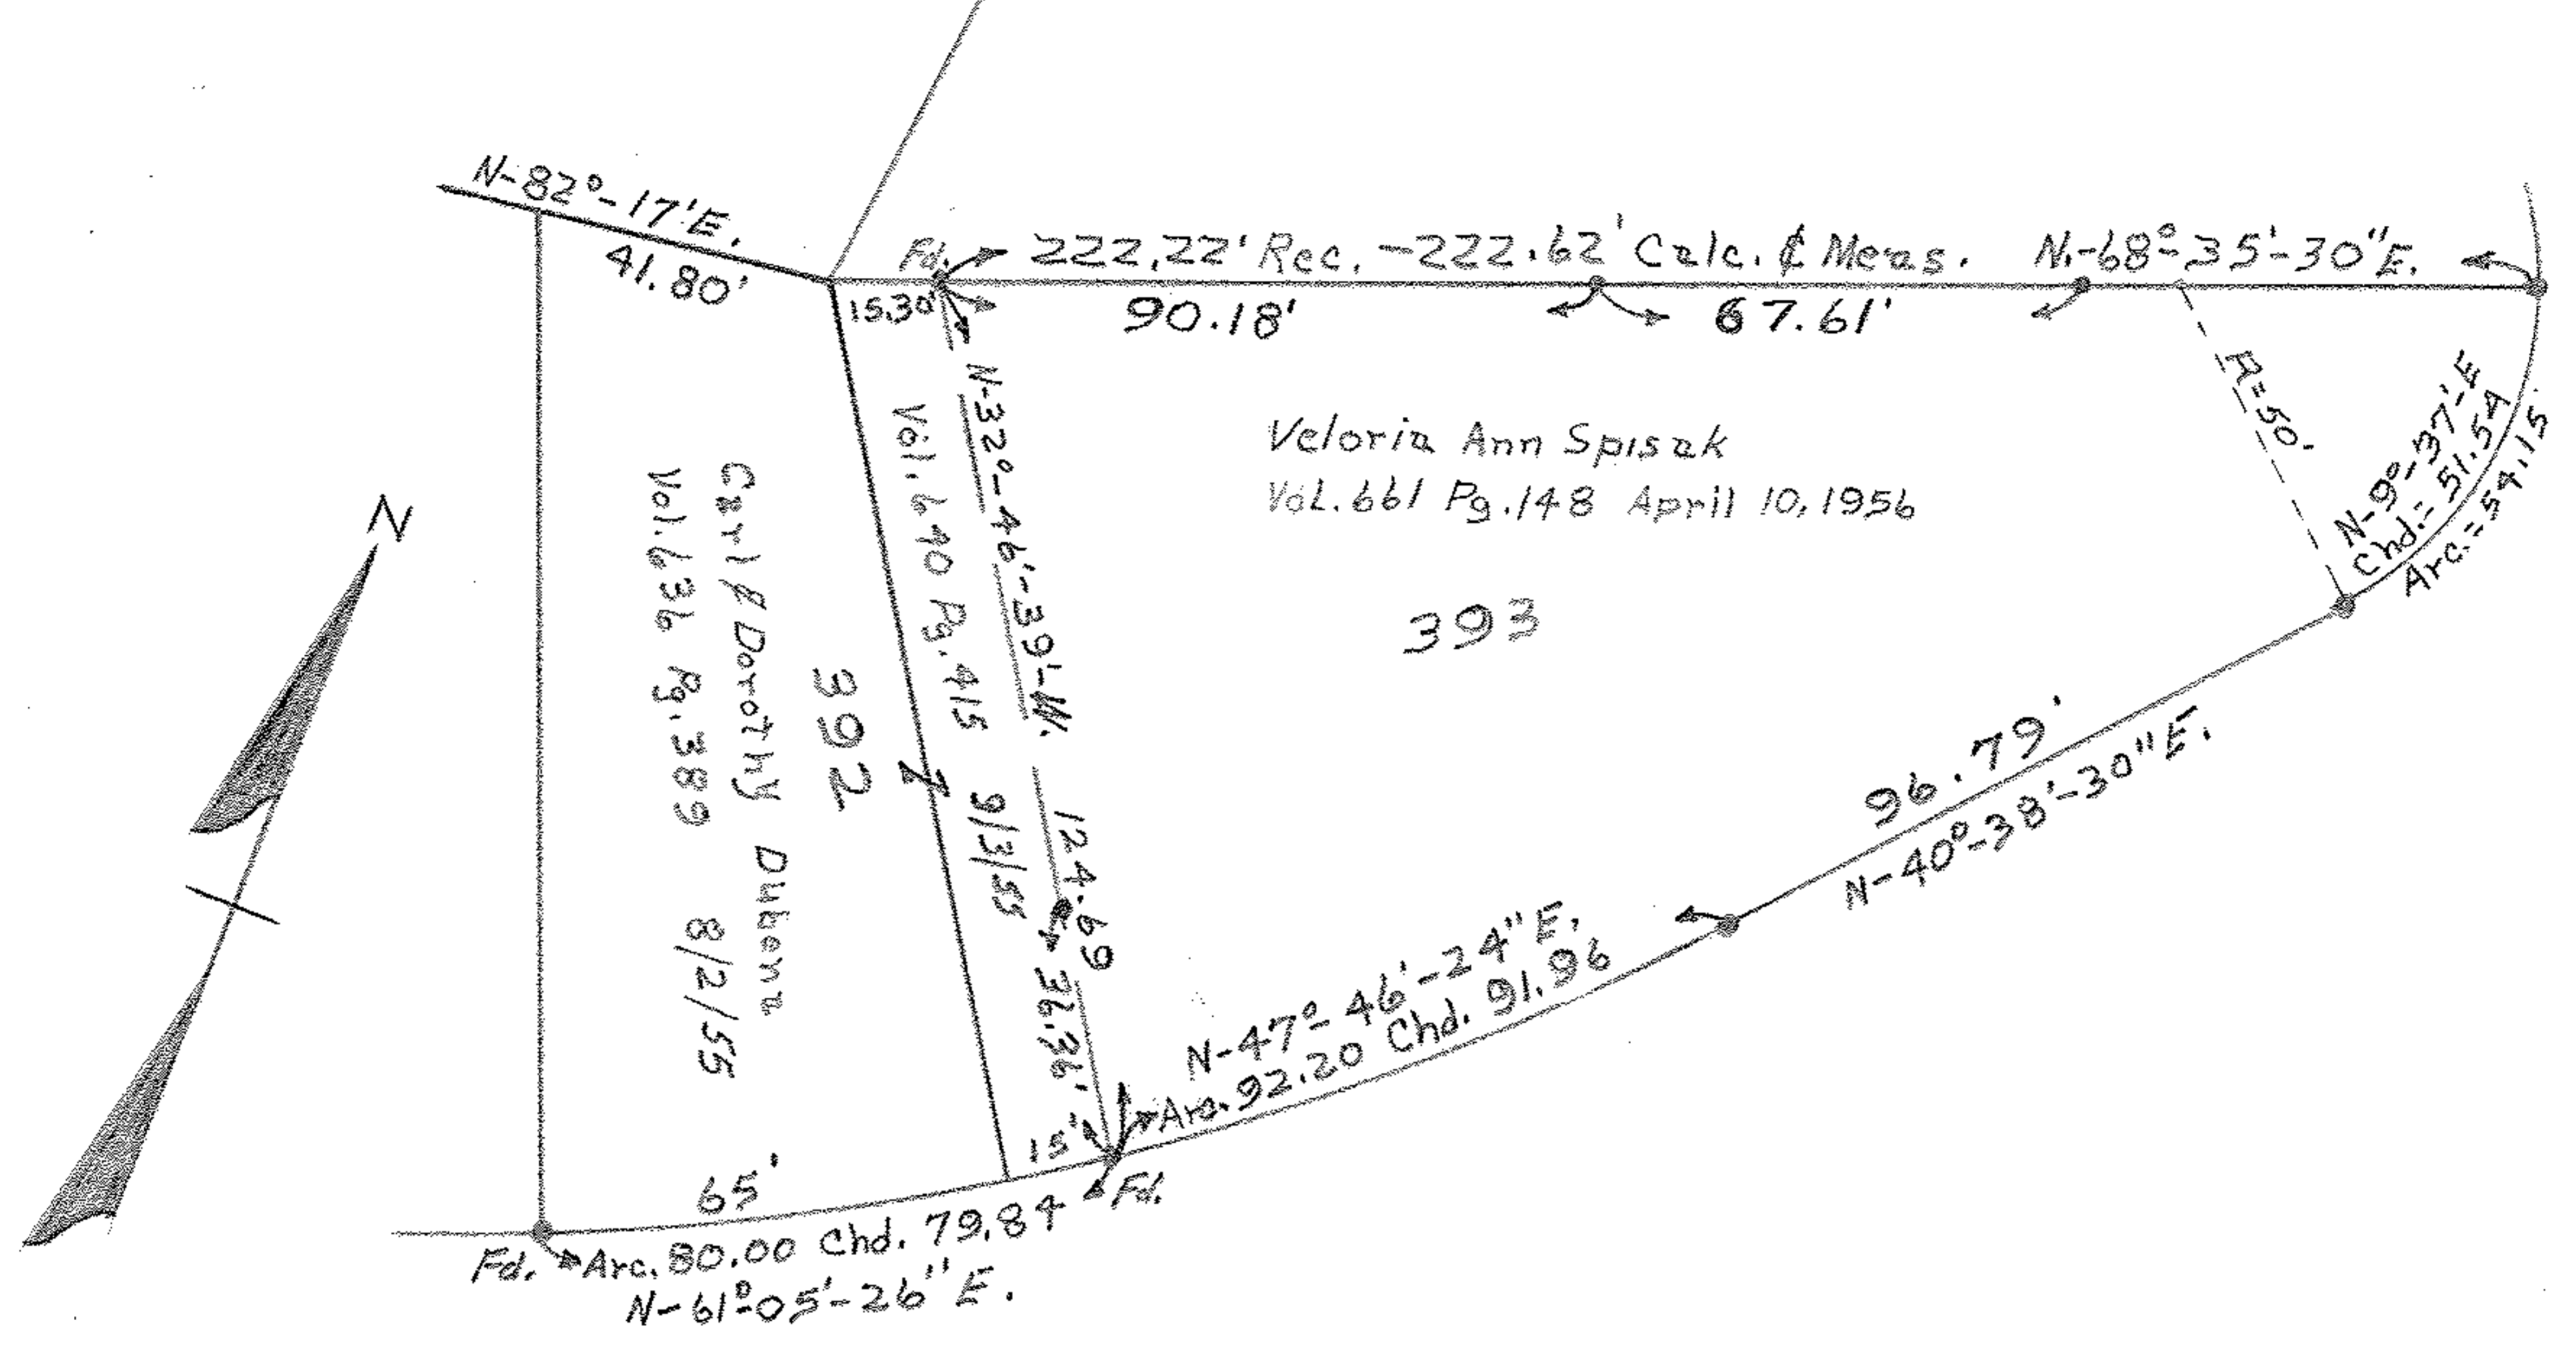 N-82°-17'E.
41.80'
Fd.
222.22' Rec. - 222.62' Calc. & Meas. N.-68°-35'-30"E.
15.30'
90.18'
67.61'
R=50'
N-9°-37'-E
Chd.= 51.54
Arc.= 54.15
Veloria Ann Spisak
Vol. 661 Pg. 148 April 10, 1956
393
N
Carl & Dorothy Dubena
Vol. 636 Pg. 389 8/2/55
392
Z
Vol. 640 Pg. 415 9/3/55
N-32°-46'-39'-W. 124.69
36.36'
96.79'
N-40°-38'-30"E.
N-47°-46'-24"E.
Arc. 92.20 Chd. 91.96
15'
Fd.
65'
Fd.
Arc. 80.00 Chd. 79.84
N-61°-05'-26"E.